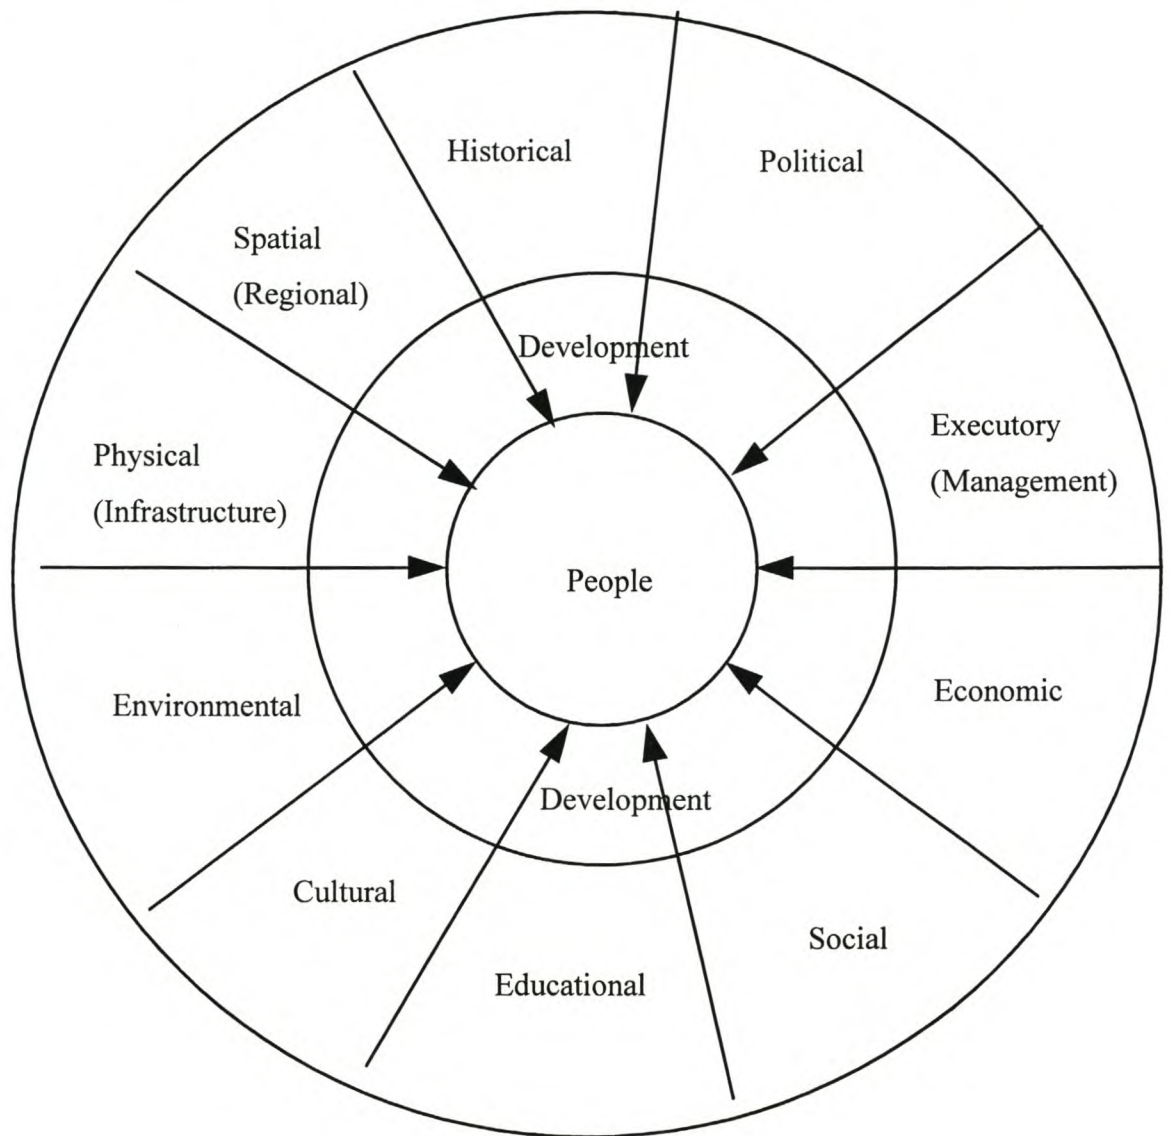 Historical
Political
Spatial
(Regional)
Development
Executory
(Management)
Physical
(Infrastructure)
People
Environmental
Economic
Development
Cultural
Social
Educational